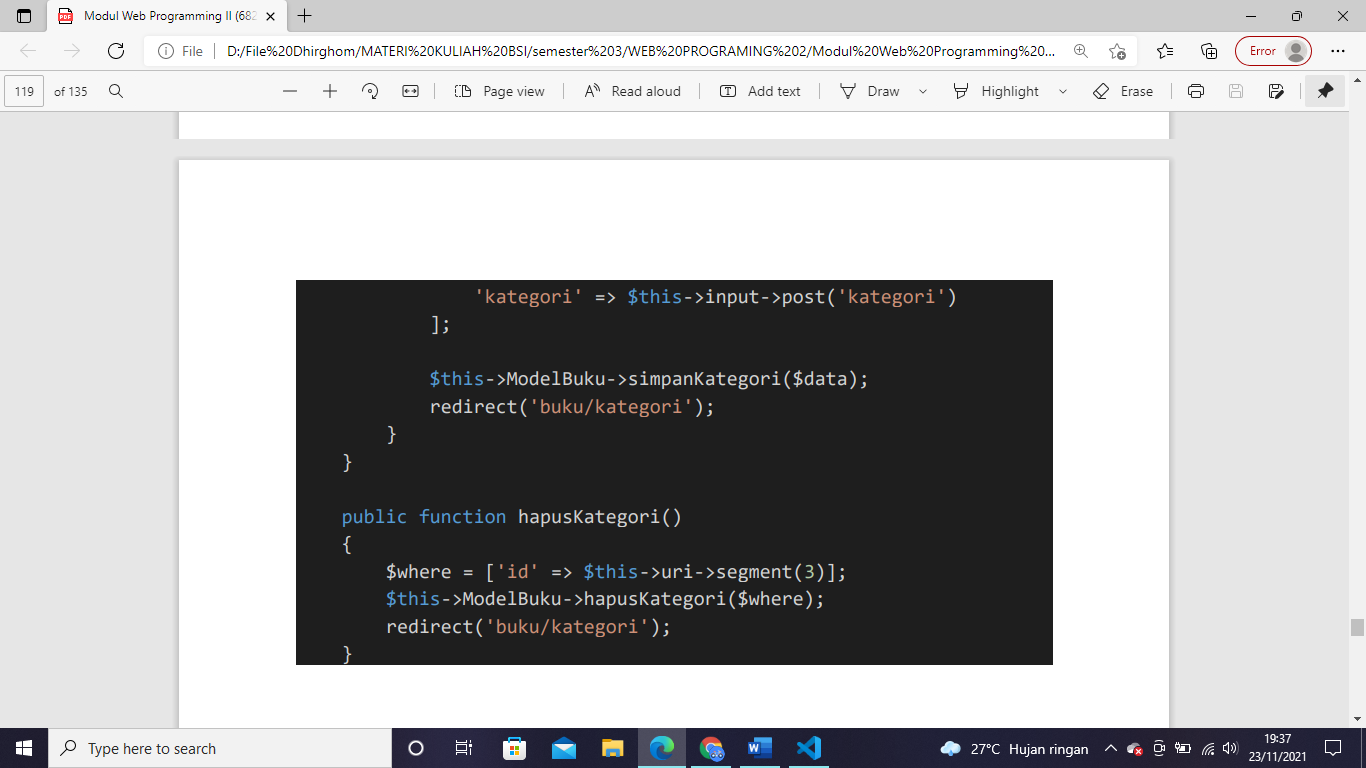 Modul Web Programming II (682
File
D:/File%20Dhirghom/MATERI%20KULIAH%20BSI/semester%203/WEB%20PROGRAMING%202/Modul%20Web%20Programming%20...
Error
119 of 135
Page view
Read aloud
Add text
Draw
Highlight
Erase
'kategori' => $this->input->post('kategori')
];
$this->ModelBuku->simpanKategori($data);
redirect('buku/kategori');
}
}
public function hapusKategori()
{
$where = ['id' => $this->uri->segment(3)];
$this->ModelBuku->hapusKategori($where);
redirect('buku/kategori');
}
Type here to search
27°C Hujan ringan
19:37
23/11/2021